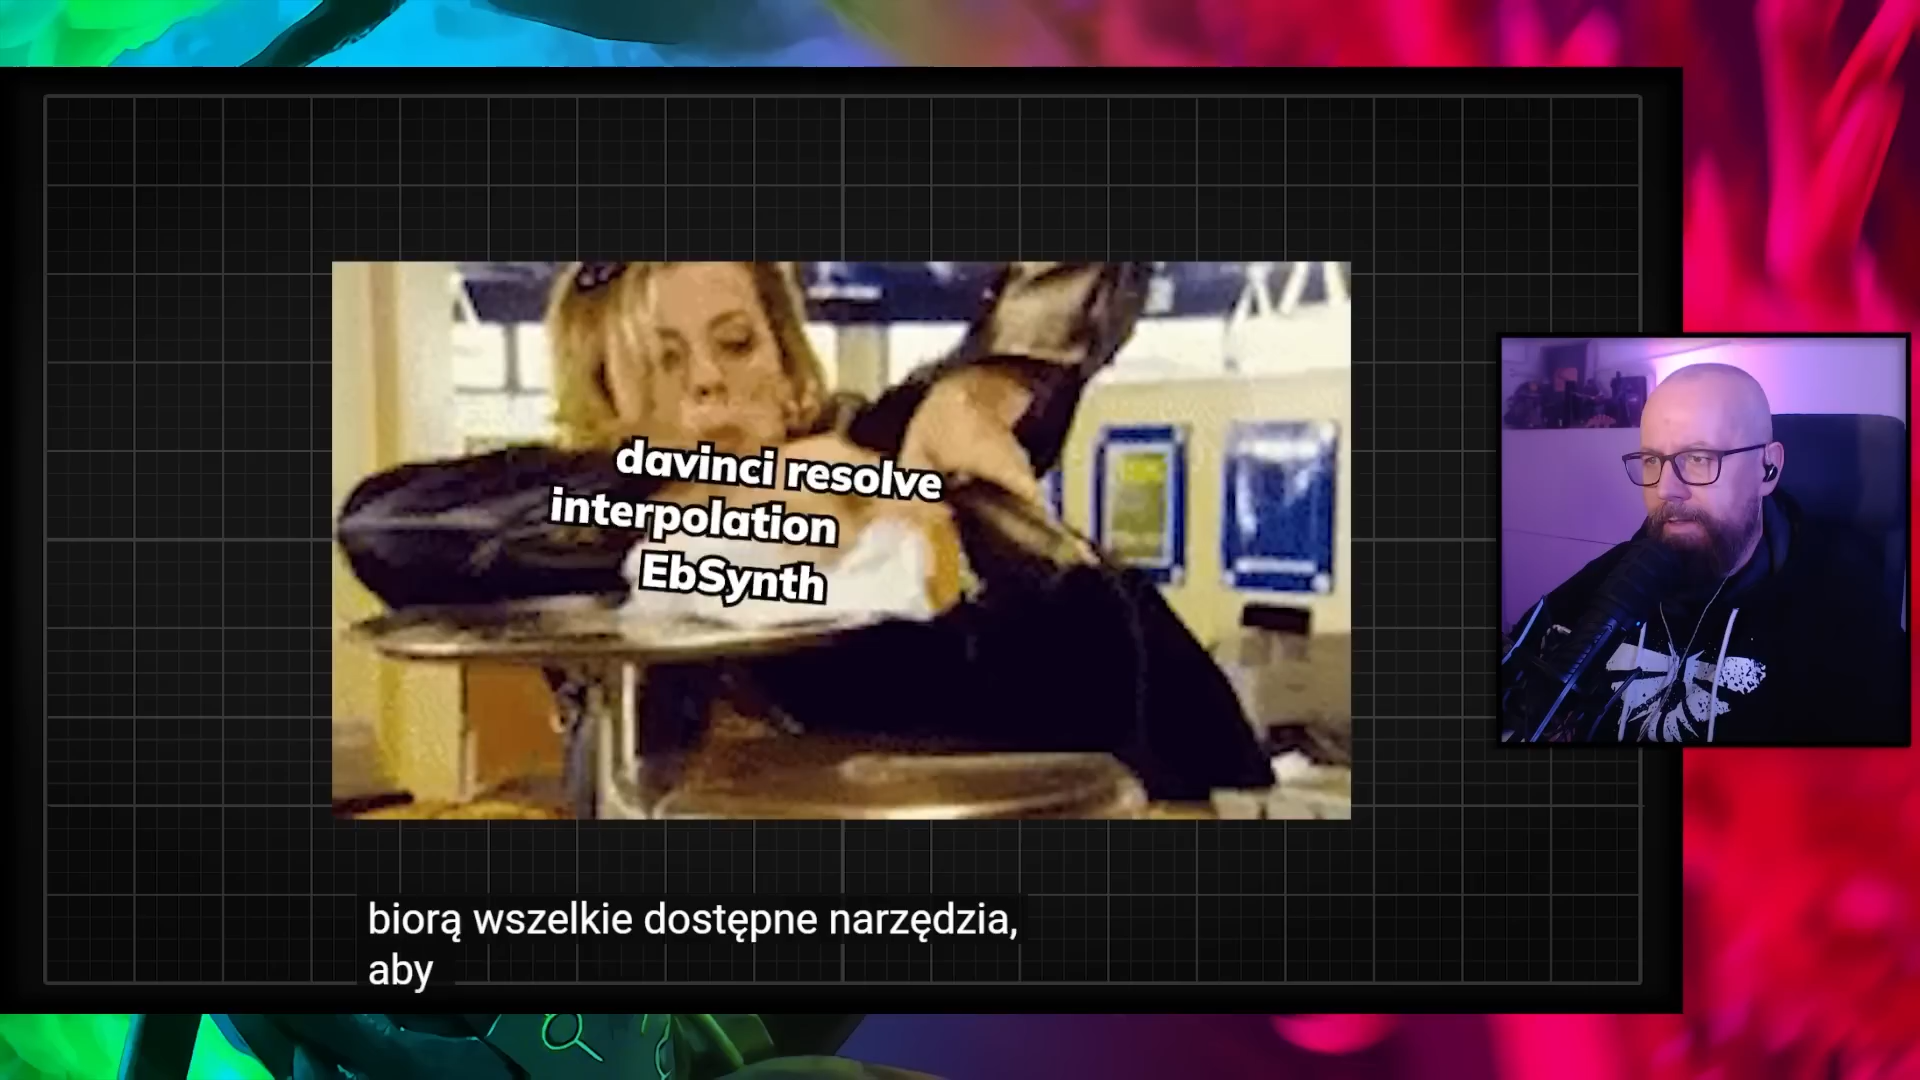 davinci resolve
interpolation
EbSynth
biorą wszelkie dostępne narzędzia,
aby